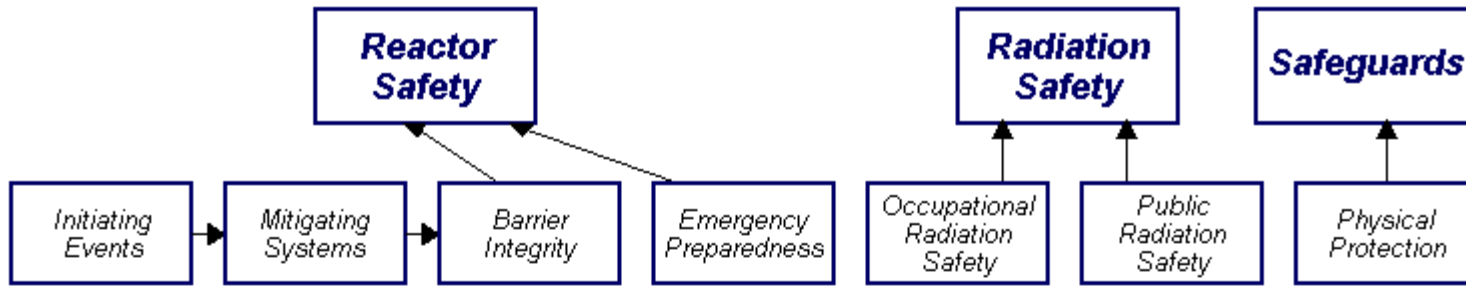 Reactor
Safety
Radiation
Safety
Safeguards
Initiating
Events
Mitigating
Systems
Barrier
Integrity
Emergency
Preparedness
Occupational
Radiation
Safety
Public
Radiation
Safety
Physical
Protection